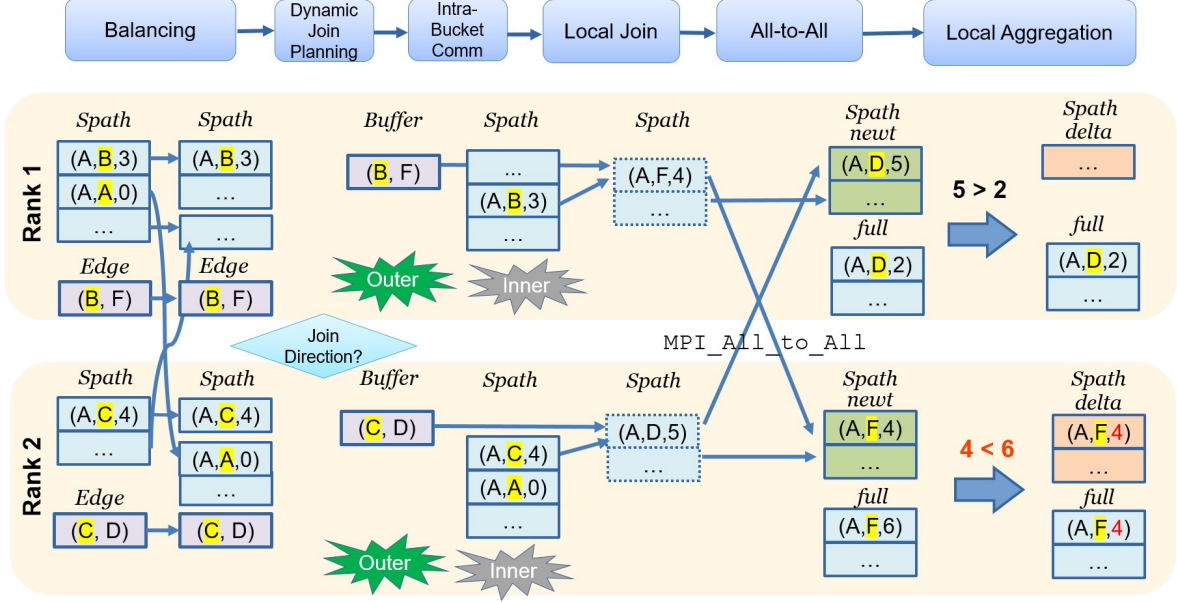 Balancing
Dynamic
Join
Planning
Intra-
Bucket
Comm
Local Join
All-to-All
Local Aggregation
Rank 1
Spath
(A,B,3)
(A,A,0)
...
Edge
(B, F)
Spath
(A,B,3)
...
...
Edge
(B, F)
Buffer
(B, F)
Outer
Spath
...
(A,B,3)
Inner
Spath
(A,F,4)
...
Spath
newt
(A,D,5)
...
full
(A,D,2)
...
5 > 2
Spath
delta
...
full
(A,D,2)
...
Join
Direction?
MPI_All_to_All
Rank 2
Spath
(A,C,4)
...
Edge
(C, D)
Spath
(A,C,4)
(A,A,0)
...
(C, D)
Buffer
(C, D)
Outer
Spath
(A,C,4)
(A,A,0)
...
Inner
Spath
(A,D,5)
...
Spath
newt
(A,F,4)
...
full
(A,F,6)
...
4 < 6
Spath
delta
(A,F,4)
...
full
(A,F,4)
...